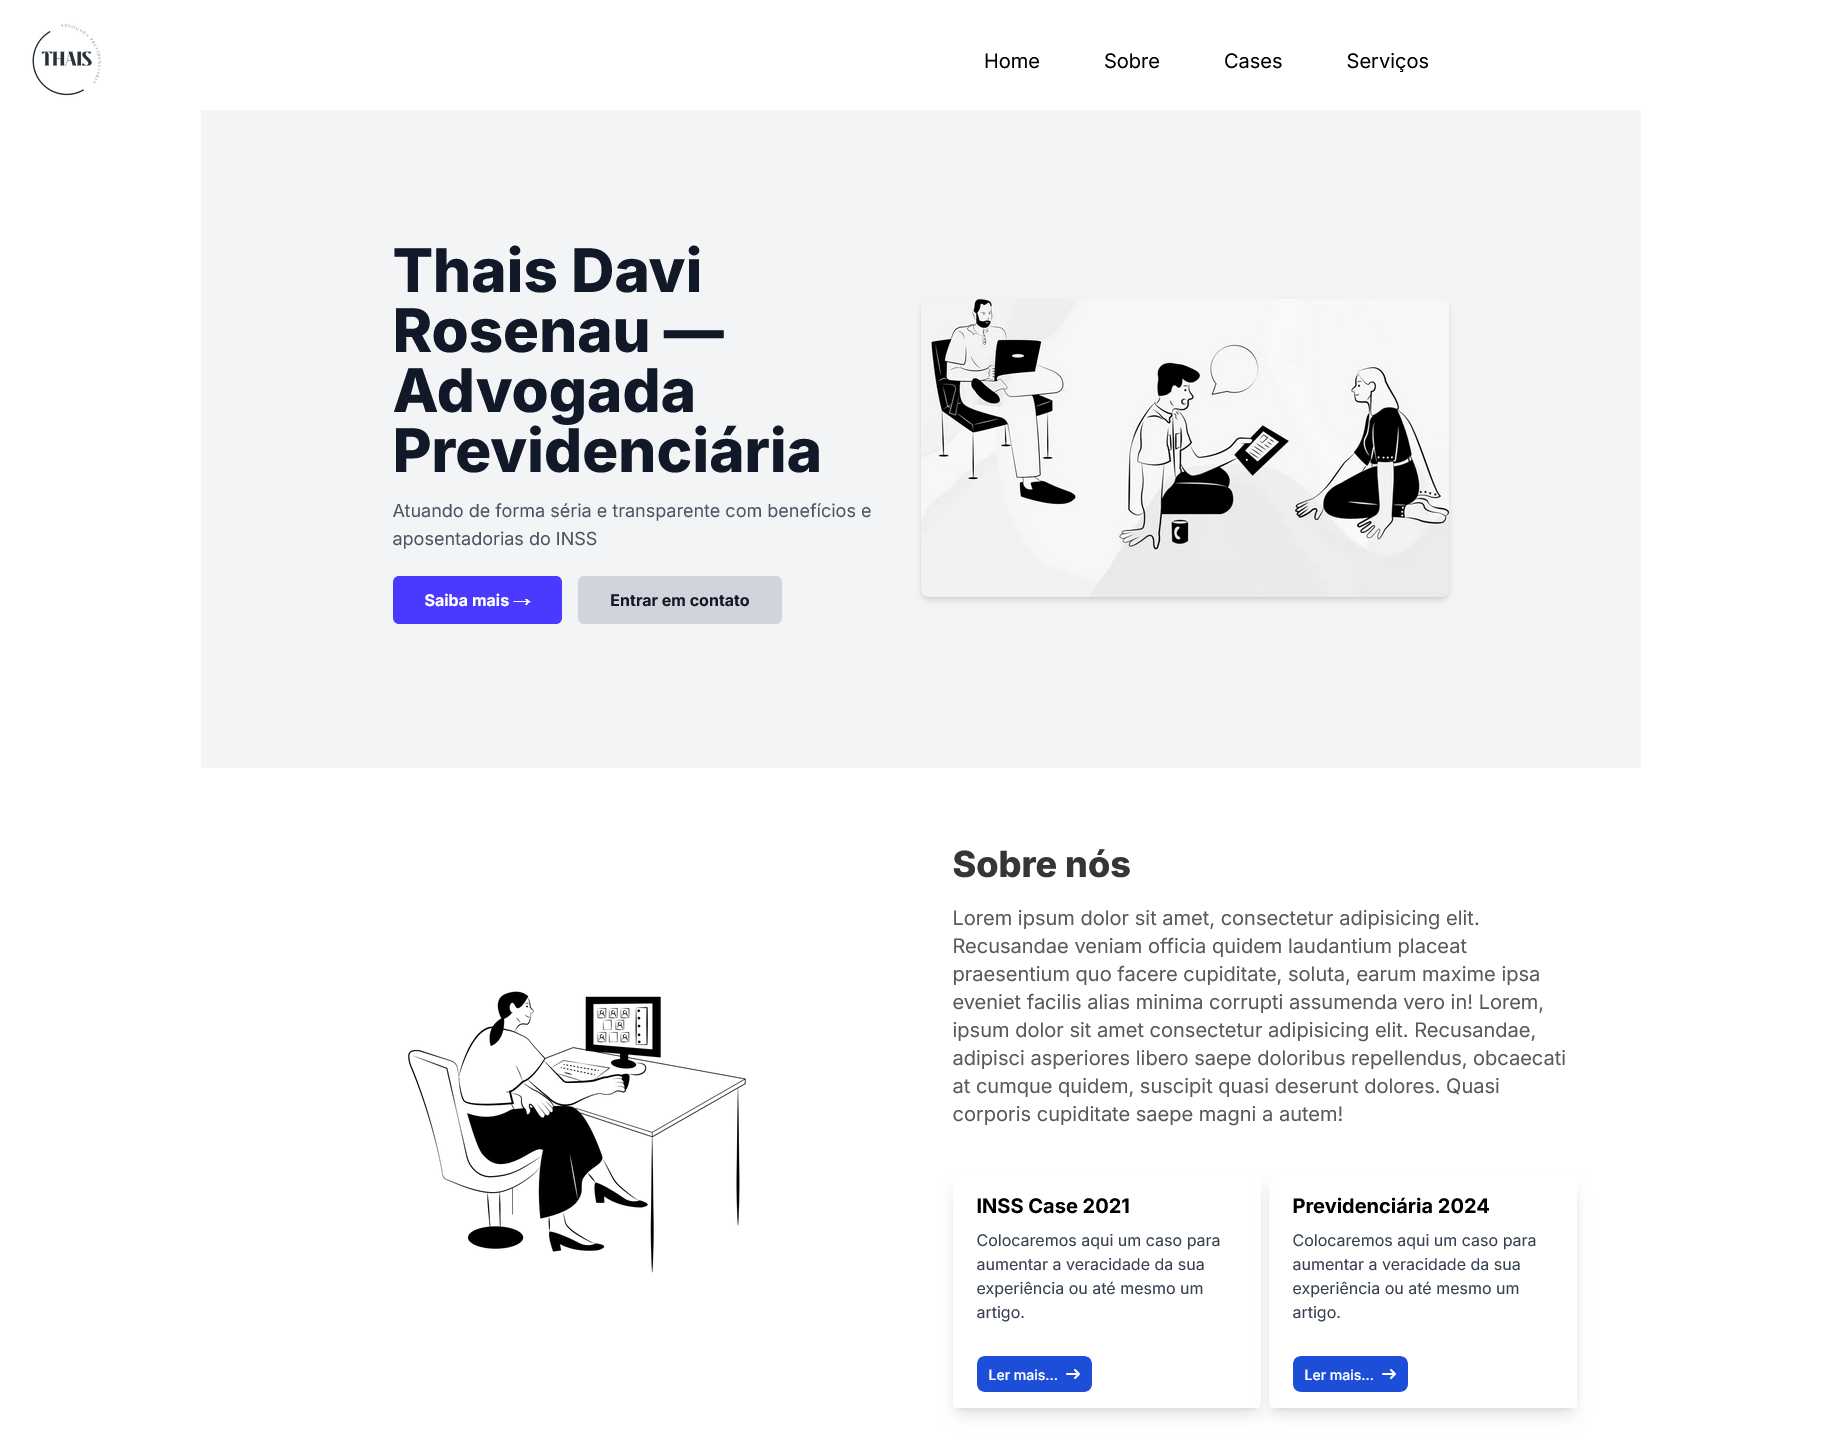 THAIS
Home
Sobre
Cases
Serviços
Thais Davi
Rosenau —
Advogada
Previdenciária
Atuando de forma séria e transparente com benefícios e
aposentadorias do INSS
Saiba mais →
Entrar em contato
Sobre nós
Lorem ipsum dolor sit amet, consectetur adipisicing elit.
Recusandae veniam officia quidem laudantium placeat
praesentium quo facere cupiditate, soluta, earum maxime ipsa
eveniet facilis alias minima corrupti assumenda vero in! Lorem,
ipsum dolor sit amet consectetur adipisicing elit. Recusandae,
adipisci asperiores libero saepe doloribus repellendus, obcaecati
at cumque quidem, suscipit quasi deserunt dolores. Quasi
corporis cupiditate saepe magni a autem!
INSS Case 2021
Colocaremos aqui um caso para
aumentar a veracidade da sua
experiência ou até mesmo um
artigo.
Ler mais... →
Previdenciária 2024
Colocaremos aqui um caso para
aumentar a veracidade da sua
experiência ou até mesmo um
artigo.
Ler mais... →